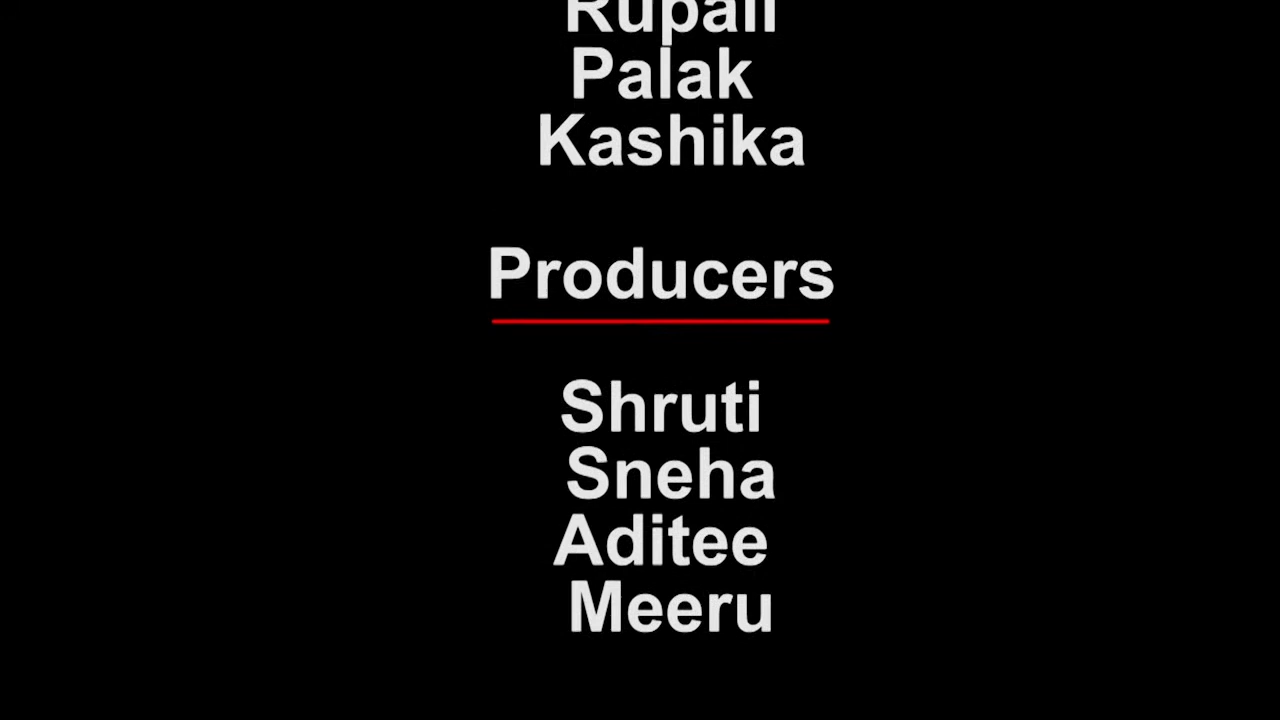 Rupali
Palak
Kashika
Producers
Shruti
Sneha
Aditee
Meeru